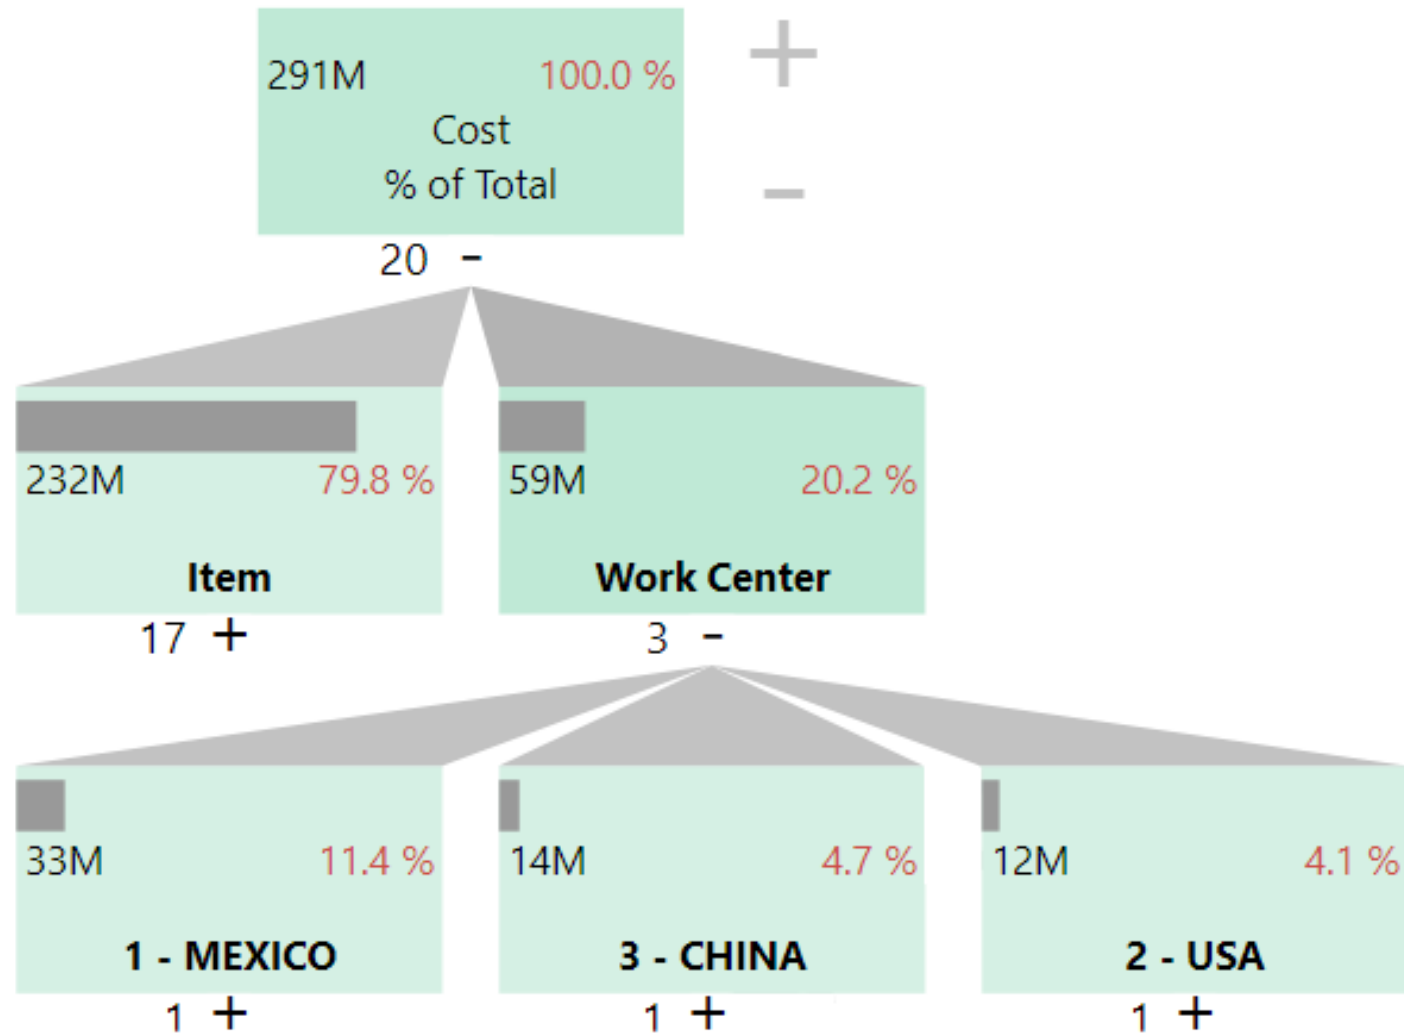 291M 100.0 %
Cost
% of Total
20 -
232M 79.8 %
Item
17 +
59M 20.2 %
Work Center
3 -
33M 11.4 %
1 - MEXICO
1 +
14M 4.7 %
3 - CHINA
1 +
12M 4.1 %
2 - USA
1 +
+
-